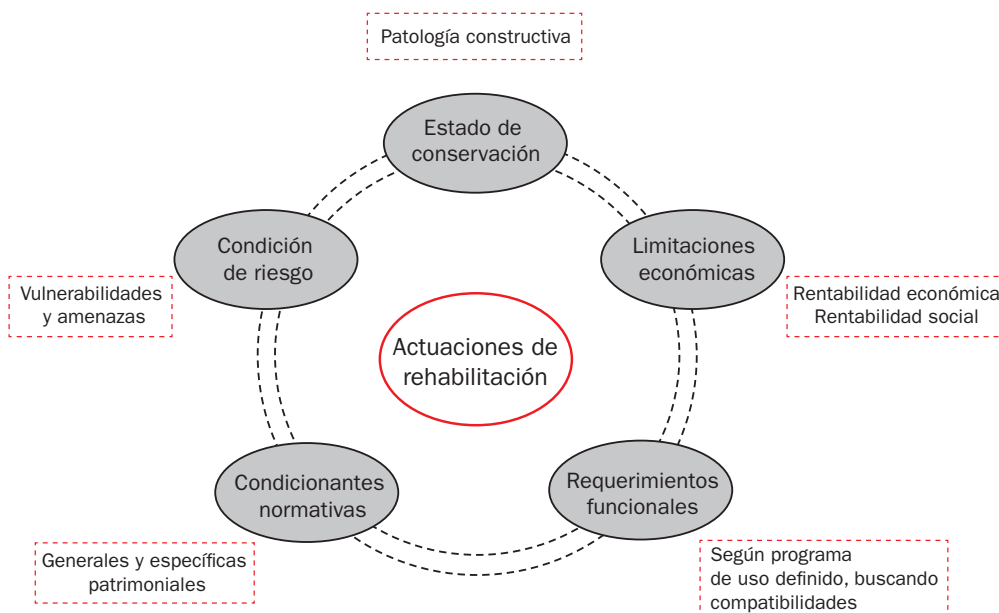 Patología constructiva
Estado de
conservación
Condición
de riesgo
Limitaciones
económicas
Vulnerabilidades
y amenazas
Rentabilidad económica
Rentabilidad social
Actuaciones de
rehabilitación
Condicionantes
normativas
Requerimientos
funcionales
Generales y específicas
patrimoniales
Según programa
de uso definido, buscando
compatibilidades